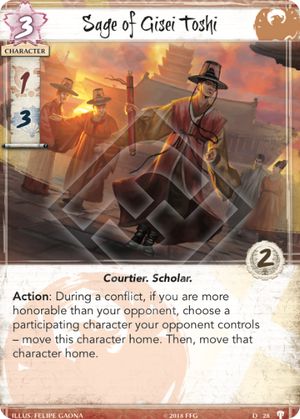 3
Sage of Gisei Toshi
CHARACTER
1
3
2
Courtier. Scholar.
Action: During a conflict, if you are more
honorable than your opponent, choose a
participating character your opponent controls
– move this character home. Then, move that
character home.
ILLUS. FELIPE GAONA
©2018 FFG
D 28